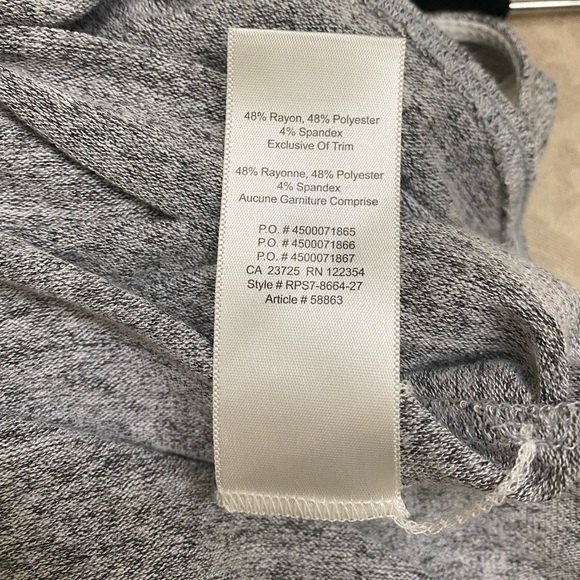 48% Rayon, 48% Polyester
4% Spandex
Exclusive Of Trim
48% Rayonne, 48% Polyester
4% Spandex
Aucune Garniture Comprise
P.O. # 4500071865
P.O. # 4500071866
P.O. # 4500071867
CA 23725 RN 122354
Style # RPS7-8664-27
Article # 58863